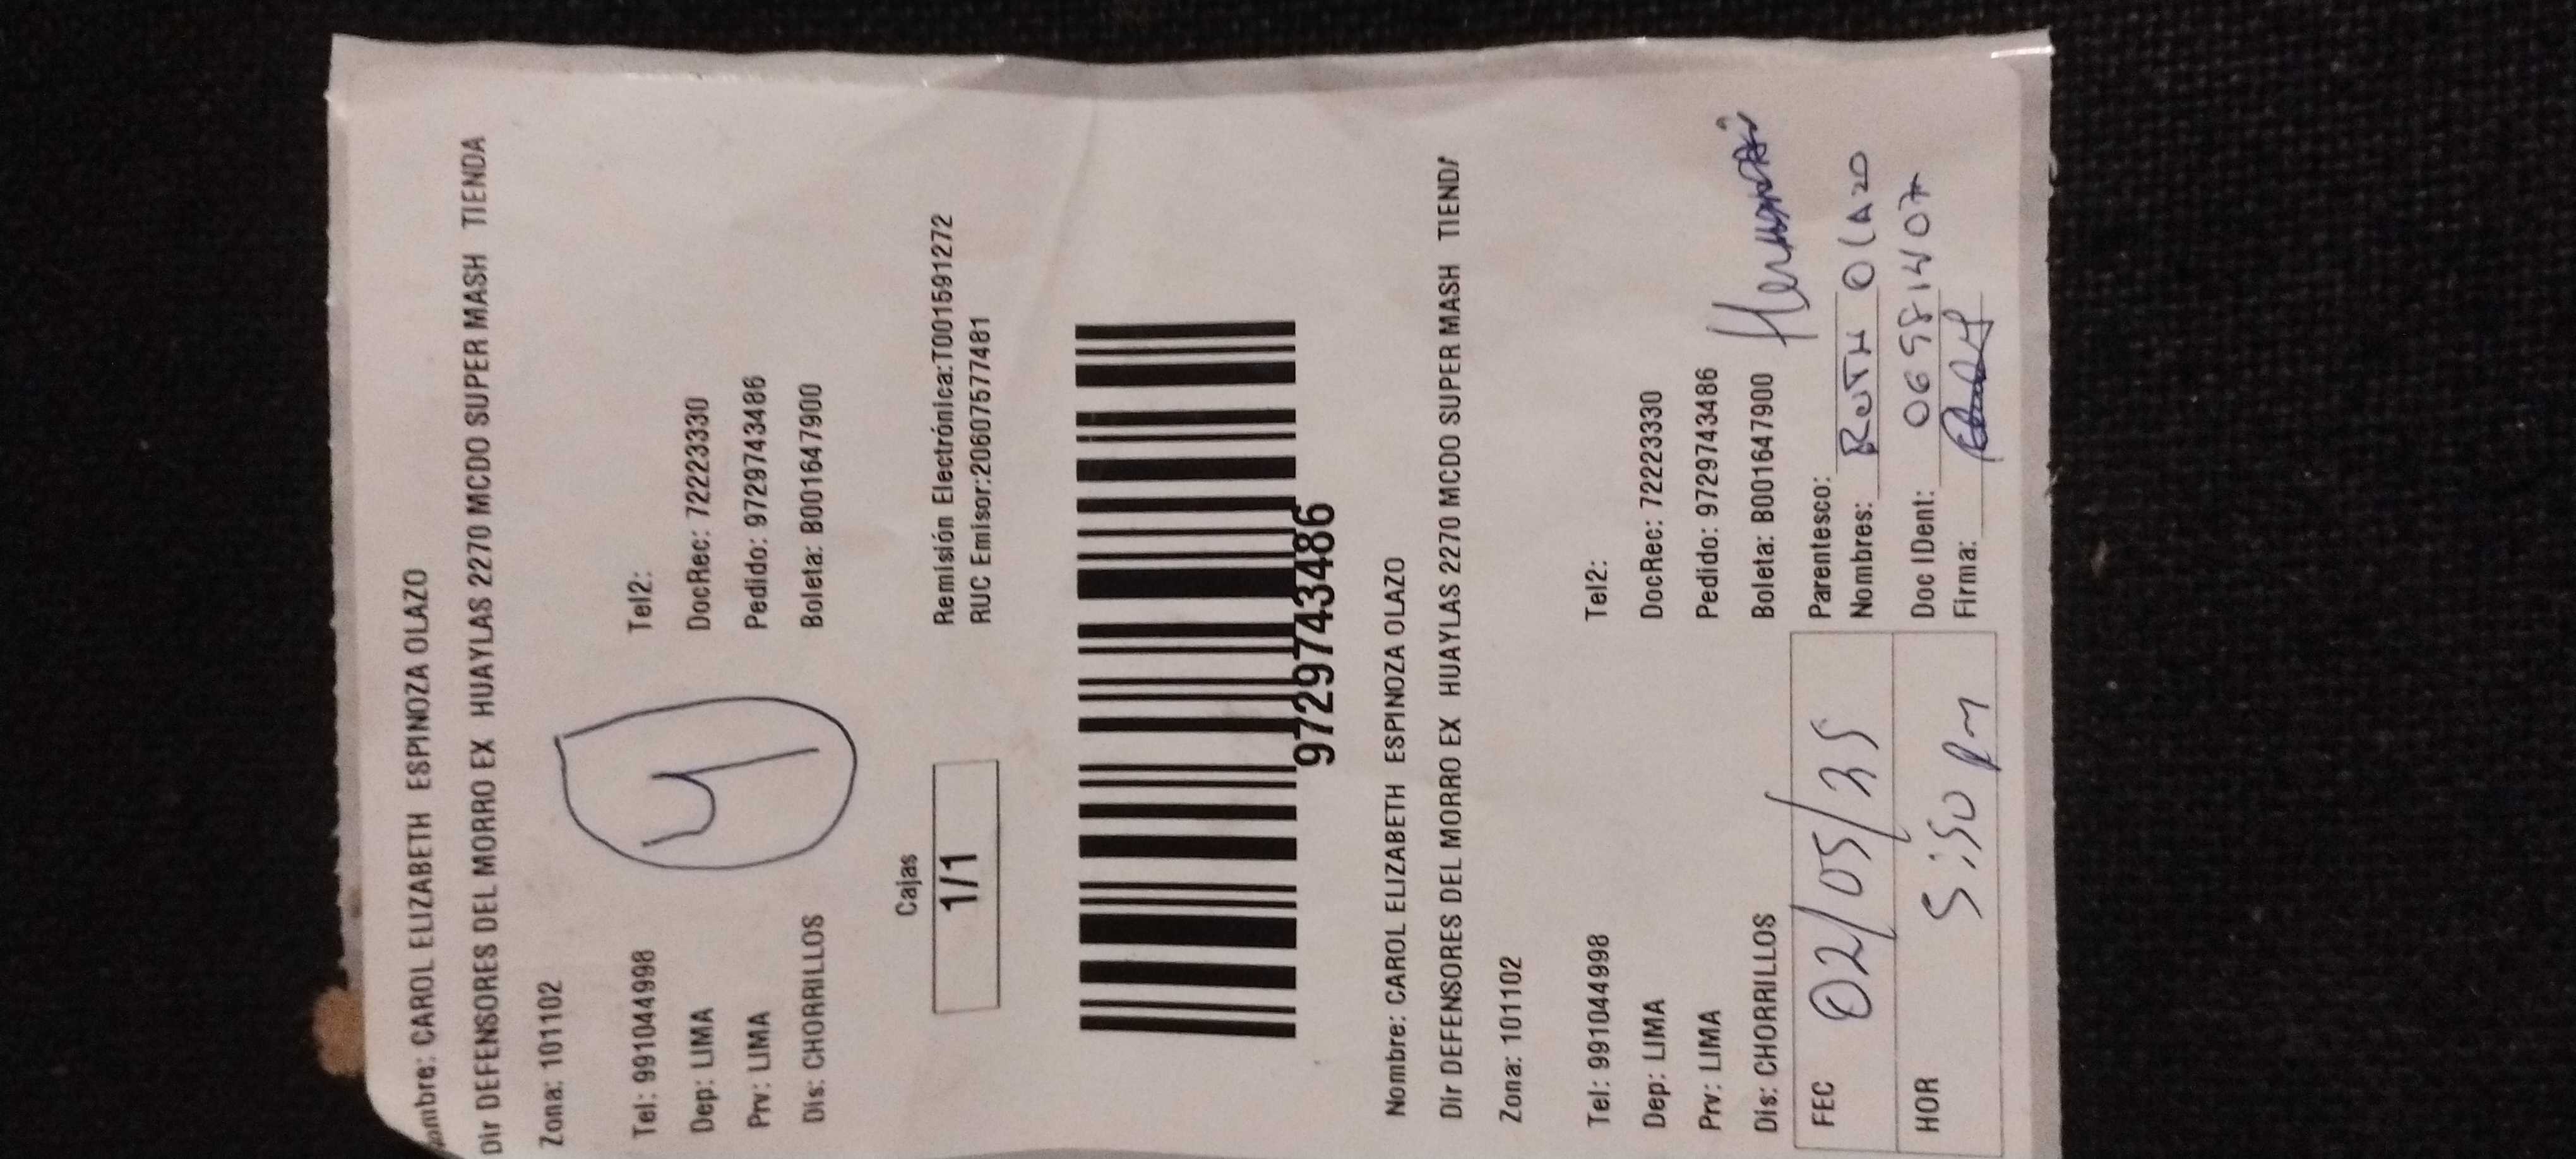 ombre: CAROL ELIZABETH ESPINOZA OLAZO
Dir DEFENSORES DEL MORRO EX HUAYLAS 2270 MCDO SUPER MASH TIENDA
Zona: 101102
Tel: 991044998 Tel2:
Dep: LIMA DocRec: 72223330
Prv: LIMA Pedido: 9729743486
Dis: CHORRILLOS Boleta: B001647900
Cajas
1/1
Remisión Electrónica:T001591272
RUC Emisor:20607577481
9729743486
Nombre: CAROL ELIZABETH ESPINOZA OLAZO
Dir DEFENSORES DEL MORRO EX HUAYLAS 2270 MCDO SUPER MASH TIENDA
Zona: 101102
Tel: 991044998 Tel2:
Dep: LIMA DocRec: 72223330
Prv: LIMA Pedido: 9729743486
Dis: CHORRILLOS Boleta: B001647900
FEC 02/05/25
HOR 5:50 PM
Parentesco:
Nombres: RUTH OLAZO
Doc IDent:
Firma: